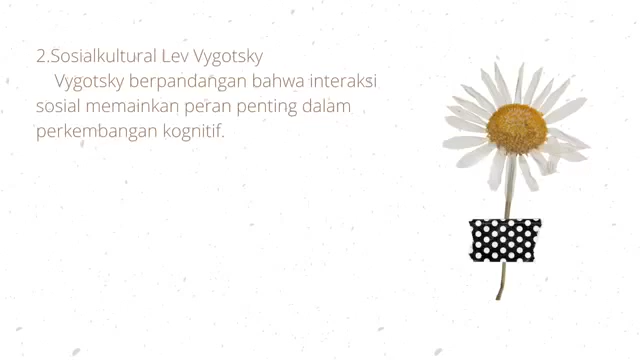 2.Sosialkultural Lev Vygotsky
Vygotsky berpandangan bahwa interaksi
sosial memainkan peran penting dalam
perkembangan kognitif.